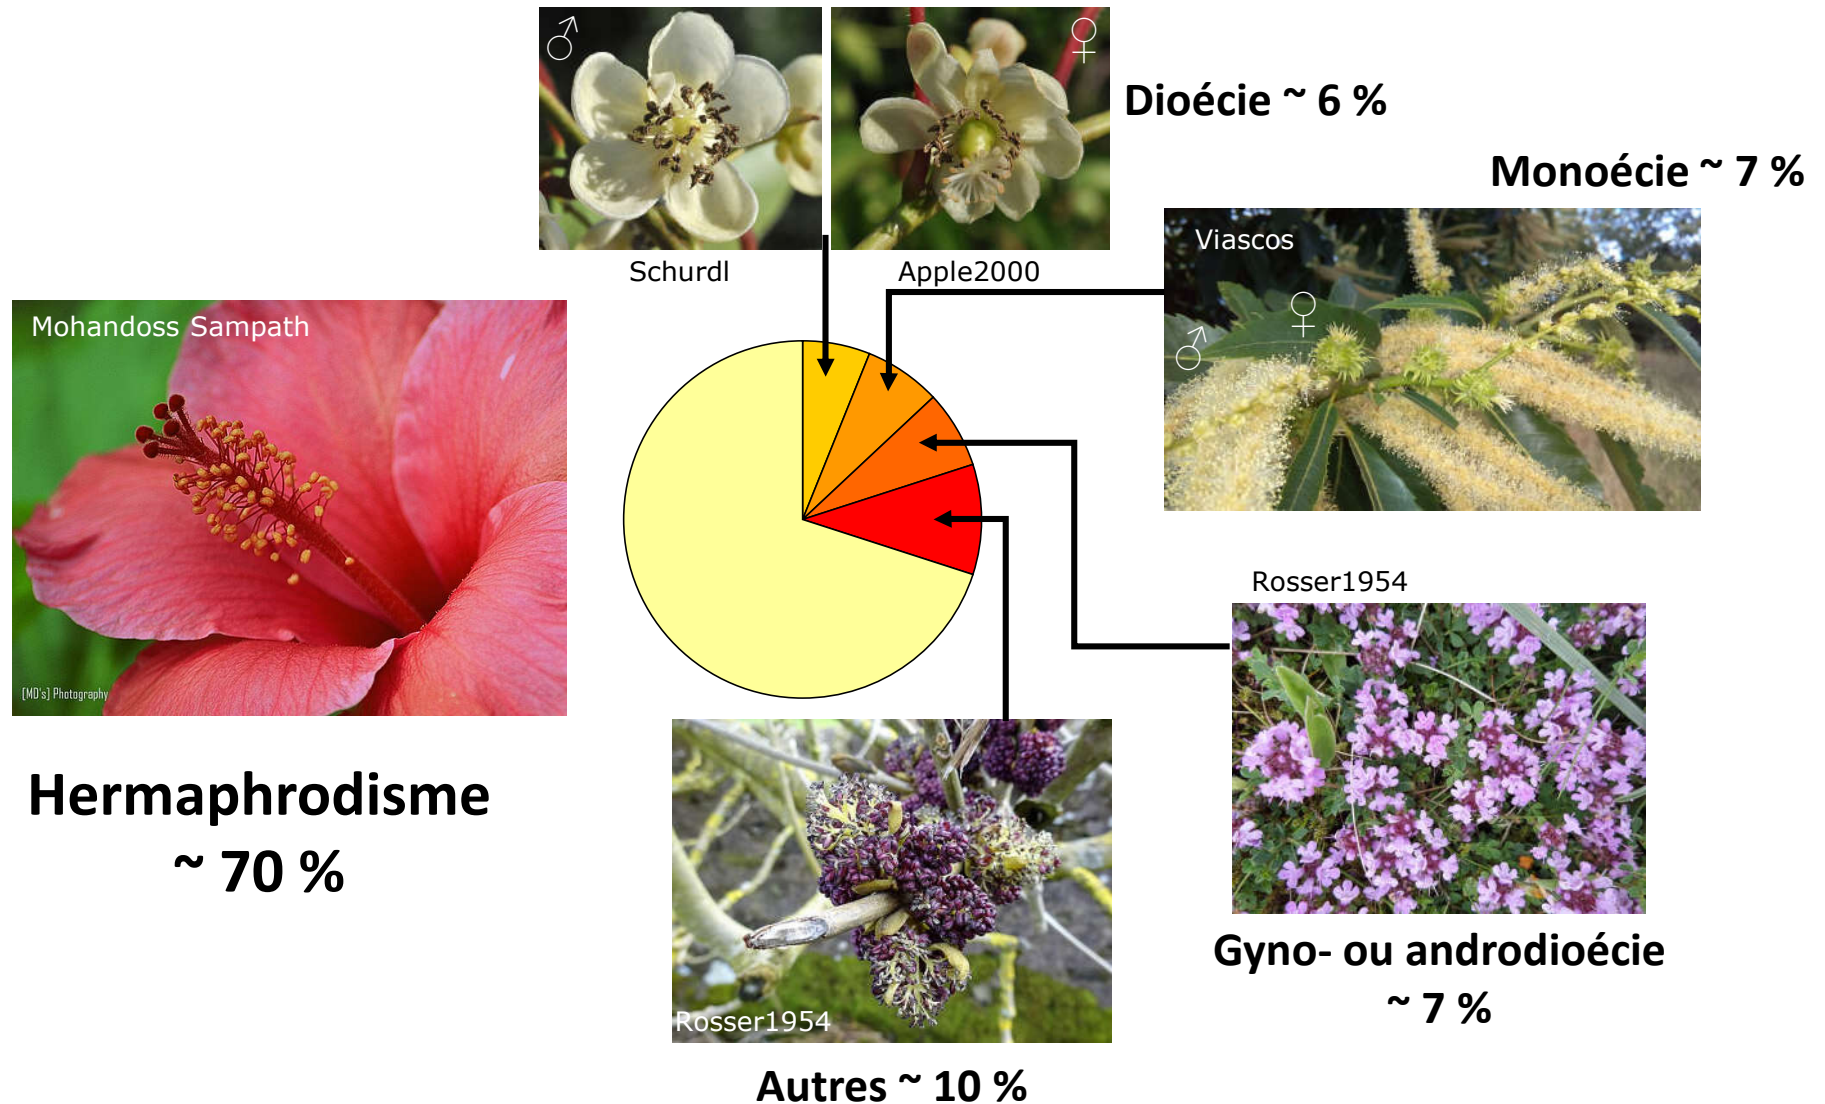 ♂
♀
Dioécie ~ 6 %
Monoécie ~ 7 %
Schurdl
Apple2000
Viascos
♀
♂
Mohandoss Sampath
[MD's] Photography
Hermaphrodisme
~ 70 %
Rosser1954
Gyno- ou androdioécie
~ 7 %
Rosser1954
Autres ~ 10 %